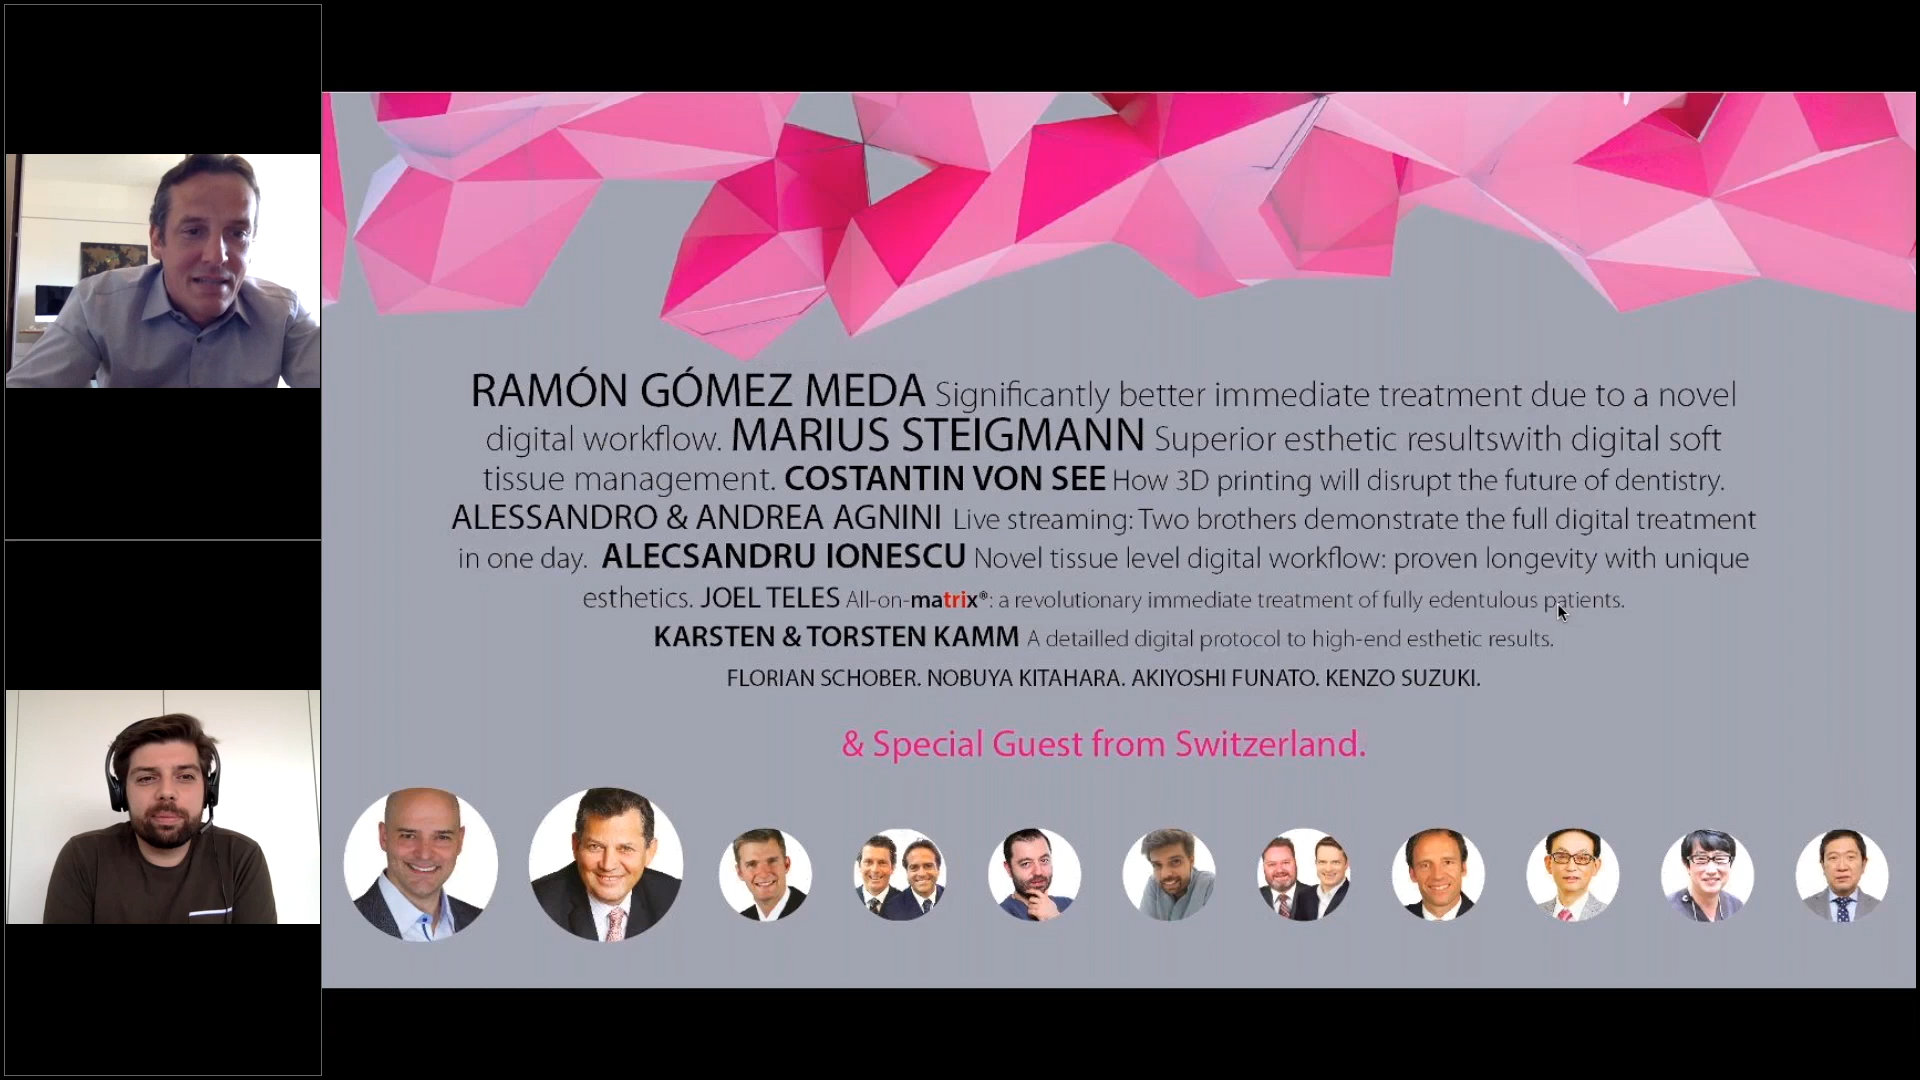 RAMÓN GÓMEZ MEDA Significantly better immediate treatment due to a novel
digital workflow. MARIUS STEIGMANN Superior esthetic resultswith digital soft
tissue management. COSTANTIN VON SEE How 3D printing will disrupt the future of dentistry.
ALESSANDRO & ANDREA AGNINI Live streaming: Two brothers demonstrate the full digital treatment
in one day. ALECSANDRU IONESCU Novel tissue level digital workflow: proven longevity with unique
esthetics. JOEL TELES All-on-matrix®: a revolutionary immediate treatment of fully edentulous patients.
KARSTEN & TORSTEN KAMM A detailled digital protocol to high-end esthetic results.
FLORIAN SCHOBER. NOBUYA KITAHARA. AKIYOSHI FUNATO. KENZO SUZUKI.
& Special Guest from Switzerland.